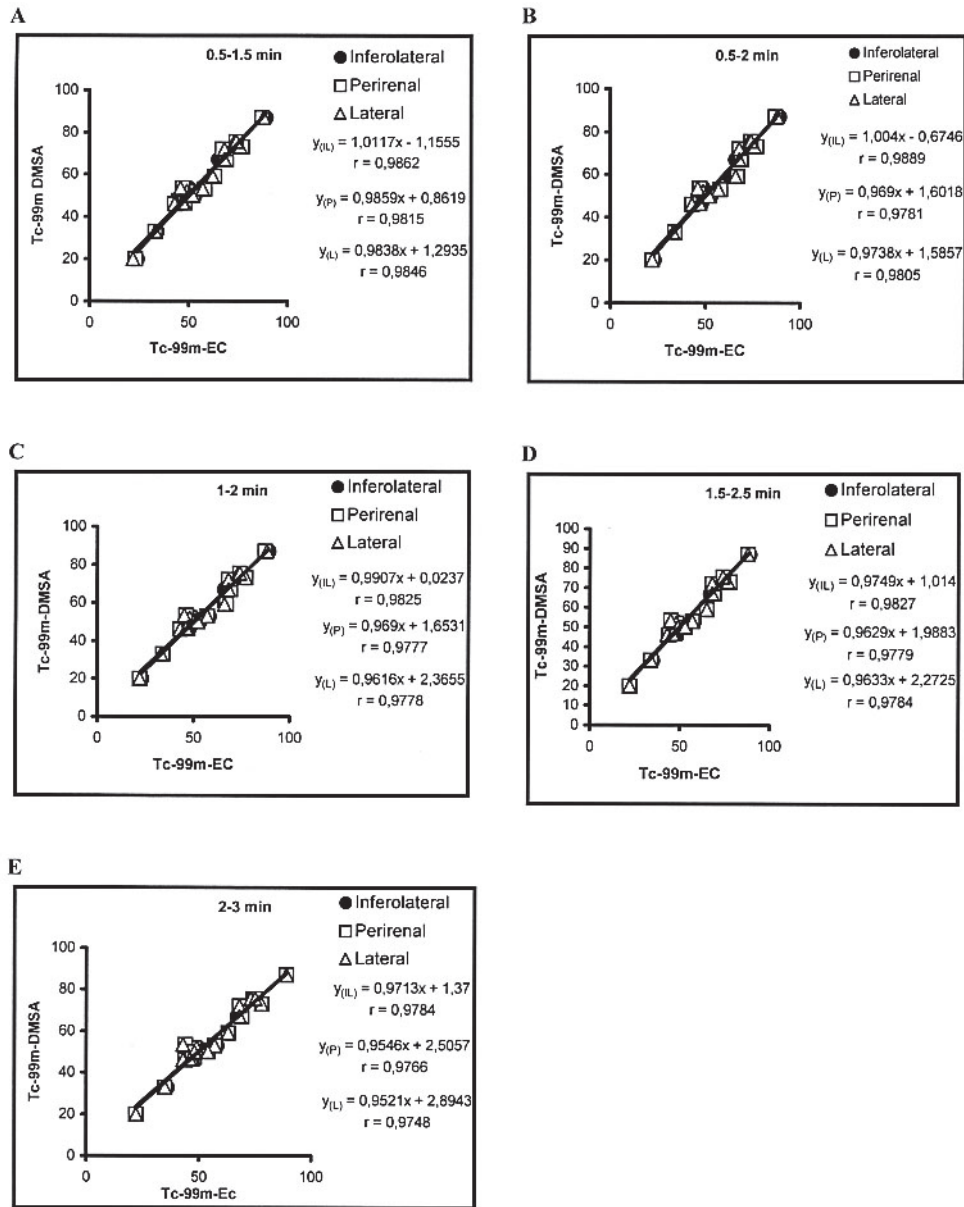 A
0.5-1.5 min
Inferolateral
Perirenal
Lateral
y(IL) = 1,0117x - 1,1555
r = 0,9862
y(P) = 0,9859x + 0,8619
r = 0,9815
y(L) = 0,9838x + 1,2935
r = 0,9846
Tc-99m DMSA
100
80
60
40
20
0
0 50 100
Tc-99m-EC
B
0.5-2 min
Inferolateral
Perirenal
Lateral
y(IL) = 1,004x - 0,6746
r = 0,9889
y(P) = 0,969x + 1,6018
r = 0,9781
y(L) = 0,9738x + 1,5857
r = 0,9805
Tc-99m-DMSA
100
80
60
40
20
0
0 50 100
Tc-99m-EC
C
1-2 min
Inferolateral
Perirenal
Lateral
y(IL) = 0,9907x + 0,0237
r = 0,9825
y(P) = 0,969x + 1,6531
r = 0,9777
y(L) = 0,9616x + 2,3655
r = 0,9778
Tc-99m-DMSA
100
80
60
40
20
0
0 50 100
Tc-99m-EC
D
1.5-2.5 min
Inferolateral
Perirenal
Lateral
y(IL) = 0,9749x + 1,014
r = 0,9827
y(P) = 0,9629x + 1,9883
r = 0,9779
y(L) = 0,9633x + 2,2725
r = 0,9784
Tc-99m-DMSA
100
90
80
70
60
50
40
30
20
10
0
0 50 100
Tc-99m-EC
E
2-3 min
Inferolateral
Perirenal
Lateral
y(IL) = 0,9713x + 1,37
r = 0,9784
y(P) = 0,9546x + 2,5057
r = 0,9766
y(L) = 0,9521x + 2,8943
r = 0,9748
Tc-99m-DMSA
100
80
60
40
20
0
0 50 100
Tc-99m-Ec